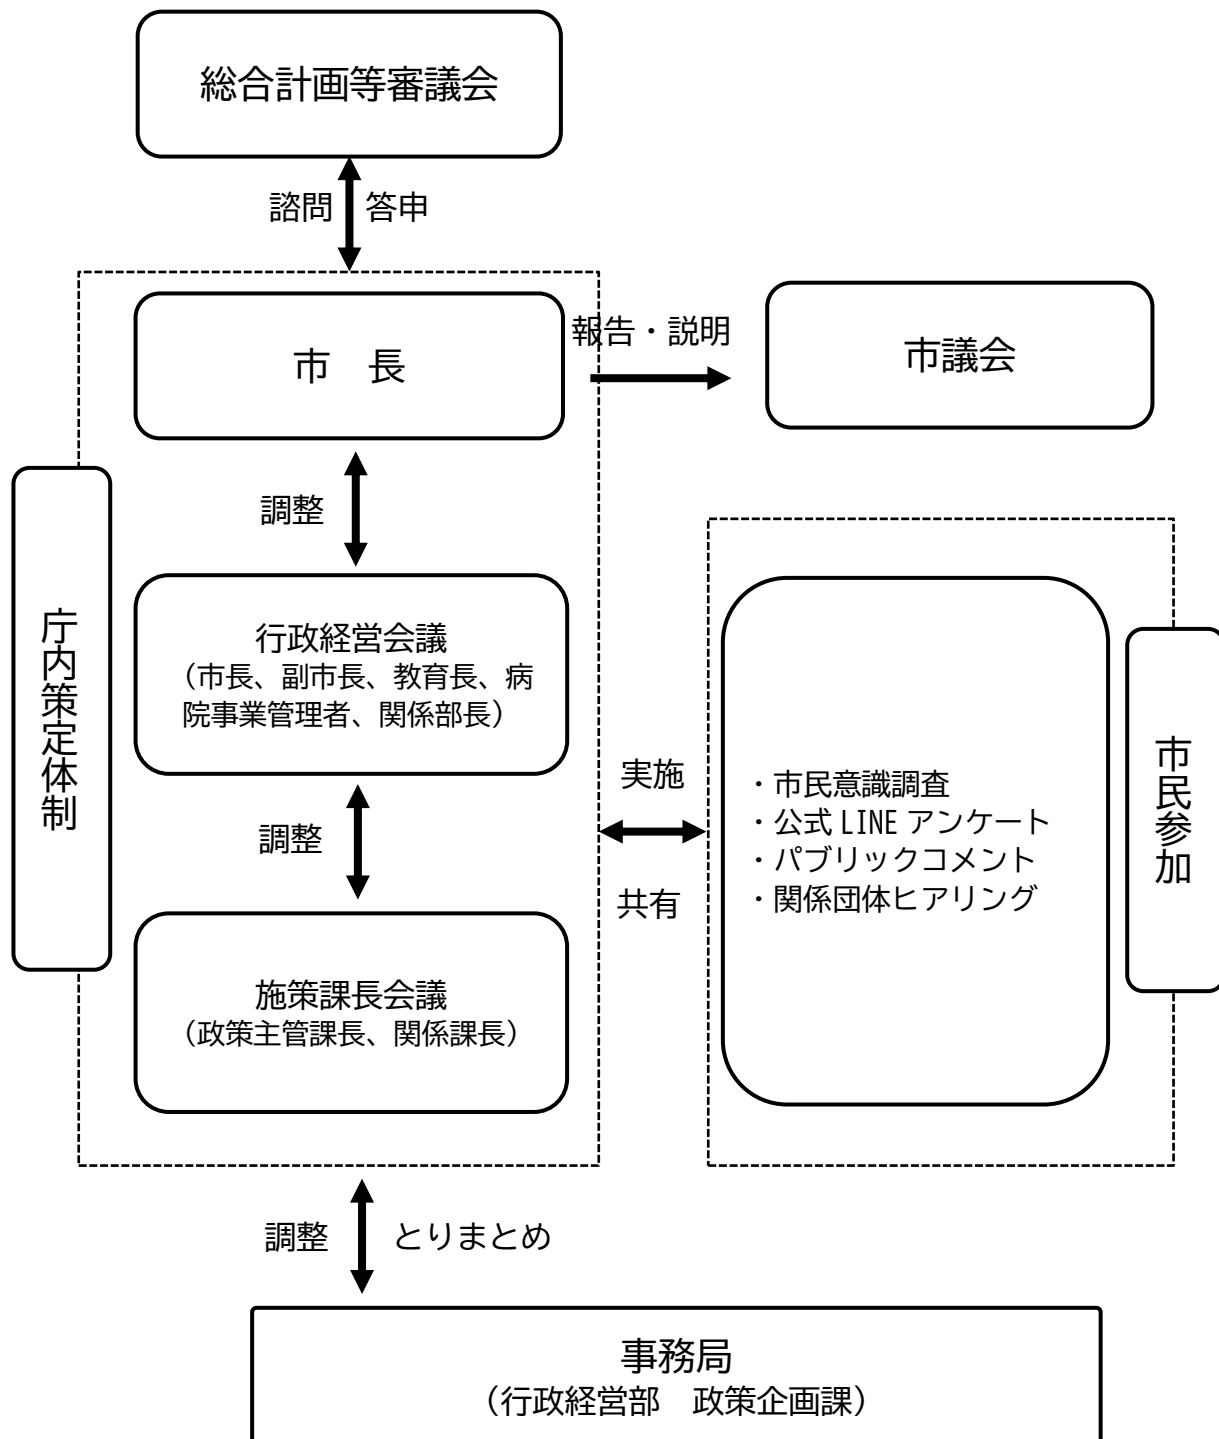 総合計画等審議会
諮問 答申
市　長
報告・説明
市議会
調整
庁内策定体制
行政経営会議
（市長、副市長、教育長、病
院事業管理者、関係部長）
調整
施策課長会議
（政策主管課長、関係課長）
実施
共有
・市民意識調査
・公式 LINE アンケート
・パブリックコメント
・関係団体ヒアリング
市民参加
調整 とりまとめ
事務局
（行政経営部　政策企画課）